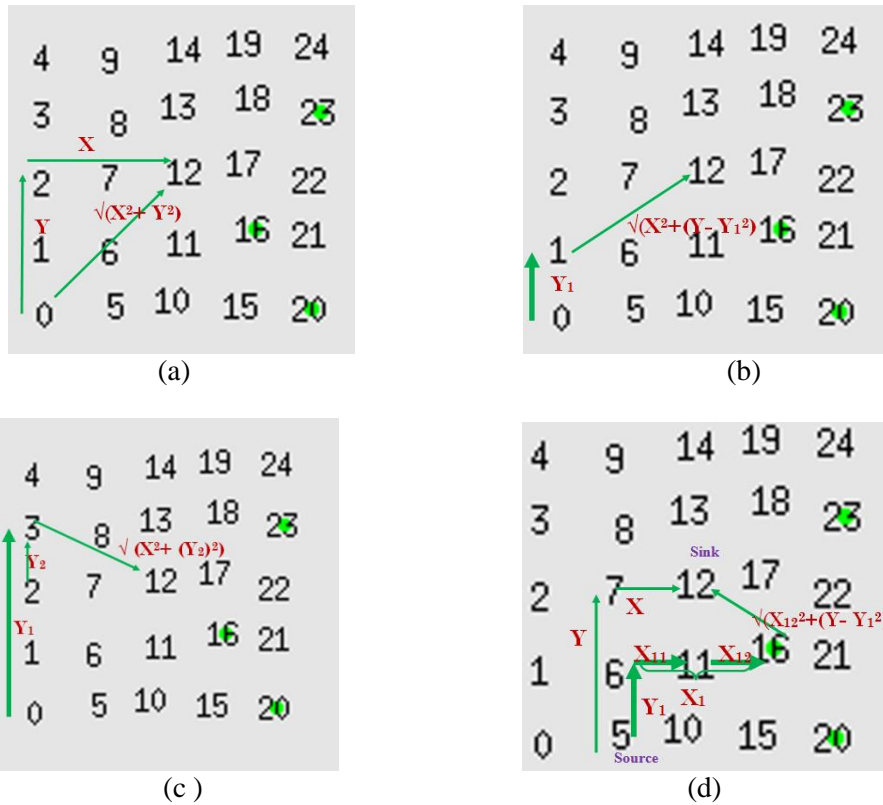 4 9 14 19 24
3 8 13 18 23
X
2 7 12 17 22
Y √(X²+ Y²)
1 6 11 16 21
0 5 10 15 20
(a)
4 9 14 19 24
3 8 13 18 23
2 7 12 17 22
√(X²+(Y- Y₁²)
1 6 11 16 21
Y₁
0 5 10 15 20
(b)
4 9 14 19 24
3 8 13 18 23
√ (X²+ (Y₂)²)
Y₂
2 7 12 17 22
Y₁
1 6 11 16 21
0 5 10 15 20
(c )
4 9 14 19 24
3 8 13 18 23
Sink
2 7 12 17 22
X
Y √(X₁₂²+(Y- Y₁²
X₁₁ X₁₂
1 6 11 16 21
Y₁ X₁
0 5 10 15 20
Source
(d)